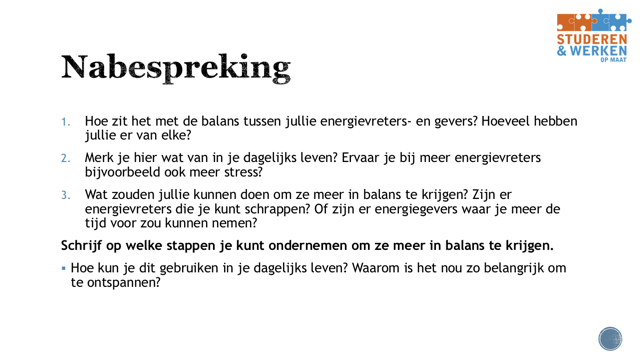 STUDEREN
& WERKEN
OP MAAT
Nabespreking
1. Hoe zit het met de balans tussen jullie energievreters- en gevers? Hoeveel hebben
jullie er van elke?
2. Merk je hier wat van in je dagelijks leven? Ervaar je bij meer energievreters
bijvoorbeeld ook meer stress?
3. Wat zouden jullie kunnen doen om ze meer in balans te krijgen? Zijn er
energievreters die je kunt schrappen? Of zijn er energiegevers waar je meer de
tijd voor zou kunnen nemen?
Schrijf op welke stappen je kunt ondernemen om ze meer in balans te krijgen.
▪ Hoe kun je dit gebruiken in je dagelijks leven? Waarom is het nou zo belangrijk om
te ontspannen?